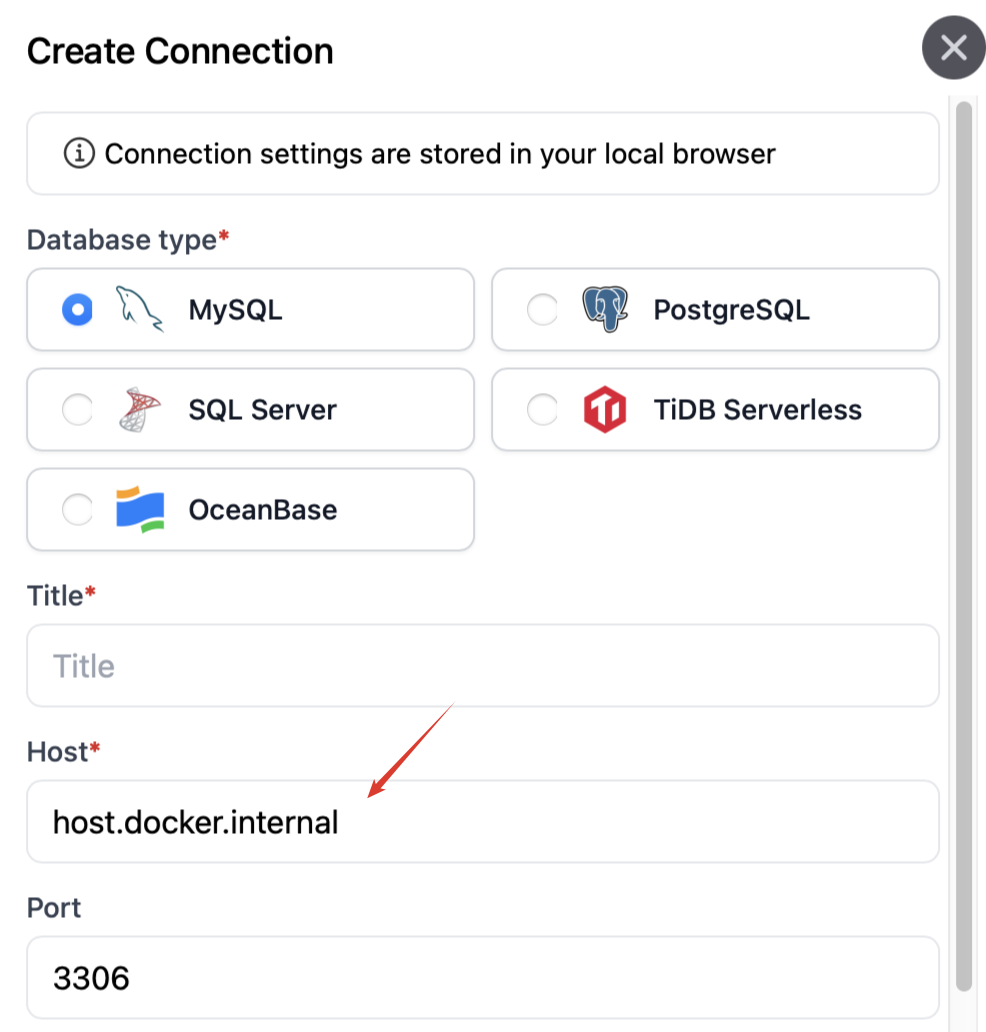 Create Connection
Connection settings are stored in your local browser
Database type*
MySQL
PostgreSQL
SQL Server
TiDB Serverless
OceanBase
Title*
Title
Host*
host.docker.internal
Port
3306